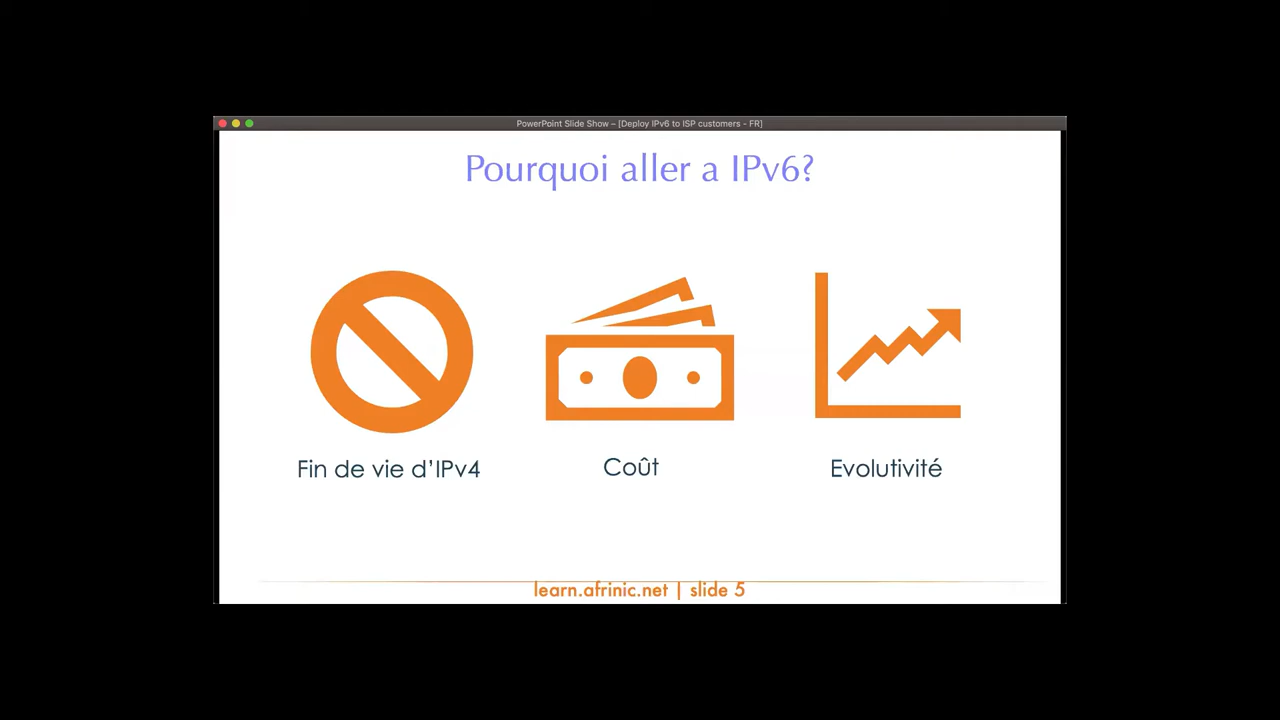 PowerPoint Slide Show – [Deploy IPv6 to ISP customers - FR]
Pourquoi aller a IPv6?
Fin de vie d’IPv4
Coût
Evolutivité
learn.afrinic.net | slide 5